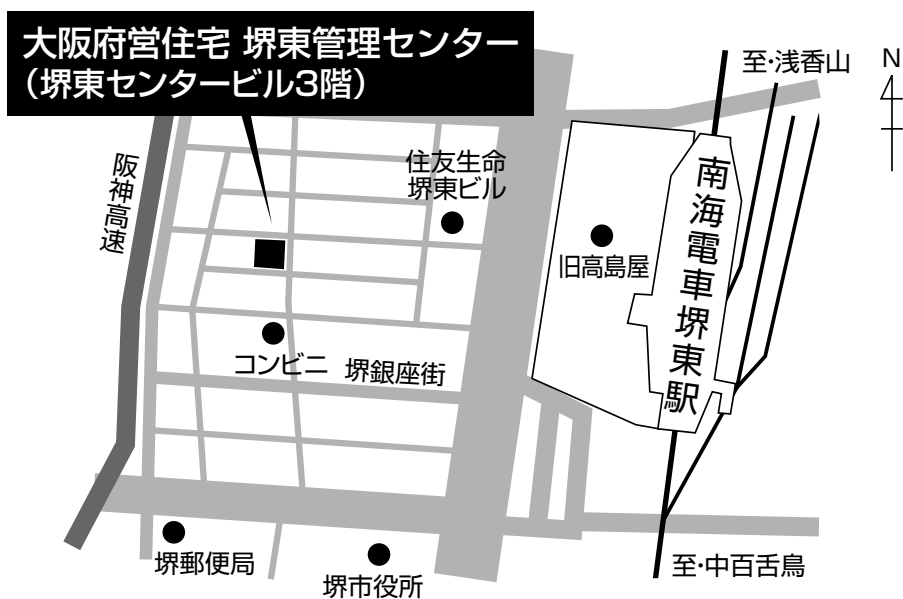 大阪府営住宅 堺東管理センター
（堺東センタービル3階）
至・浅香山
N
阪神高速
住友生命
堺東ビル
旧高島屋
南海電車堺東駅
コンビニ
堺銀座街
堺郵便局
堺市役所
至・中百舌鳥